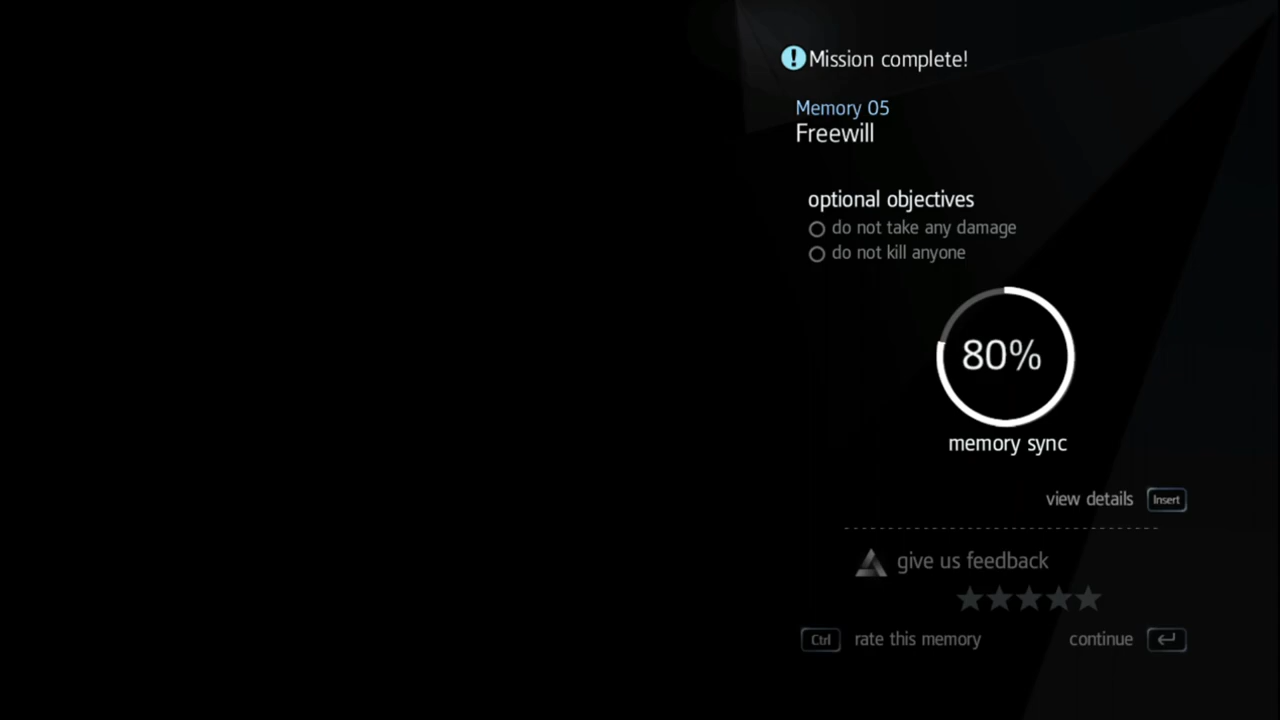 Mission complete!
Memory 05
Freewill
optional objectives
do not take any damage
do not kill anyone
80%
memory sync
view details Insert
give us feedback
Ctrl rate this memory continue